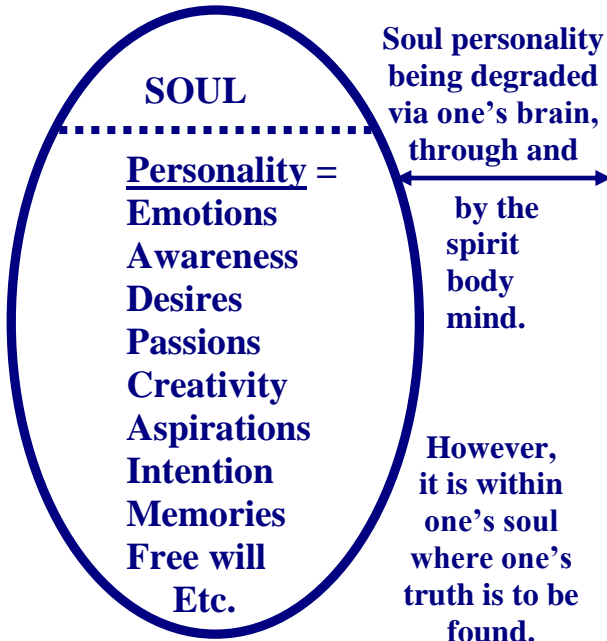 SOUL
Personality =
Emotions
Awareness
Desires
Passions
Creativity
Aspirations
Intention
Memories
Free will
Etc.
Soul personality
being degraded
via one’s brain,
through and
by the
spirit
body
mind.
However,
it is within
one’s soul
where one’s
truth is to be
found.